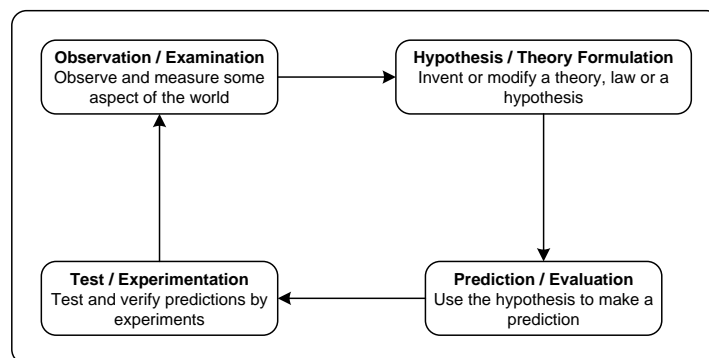 Observation / Examination
Observe and measure some
aspect of the world
Hypothesis / Theory Formulation
Invent or modify a theory, law or a
hypothesis
Test / Experimentation
Test and verify predictions by
experiments
Prediction / Evaluation
Use the hypothesis to make a
prediction